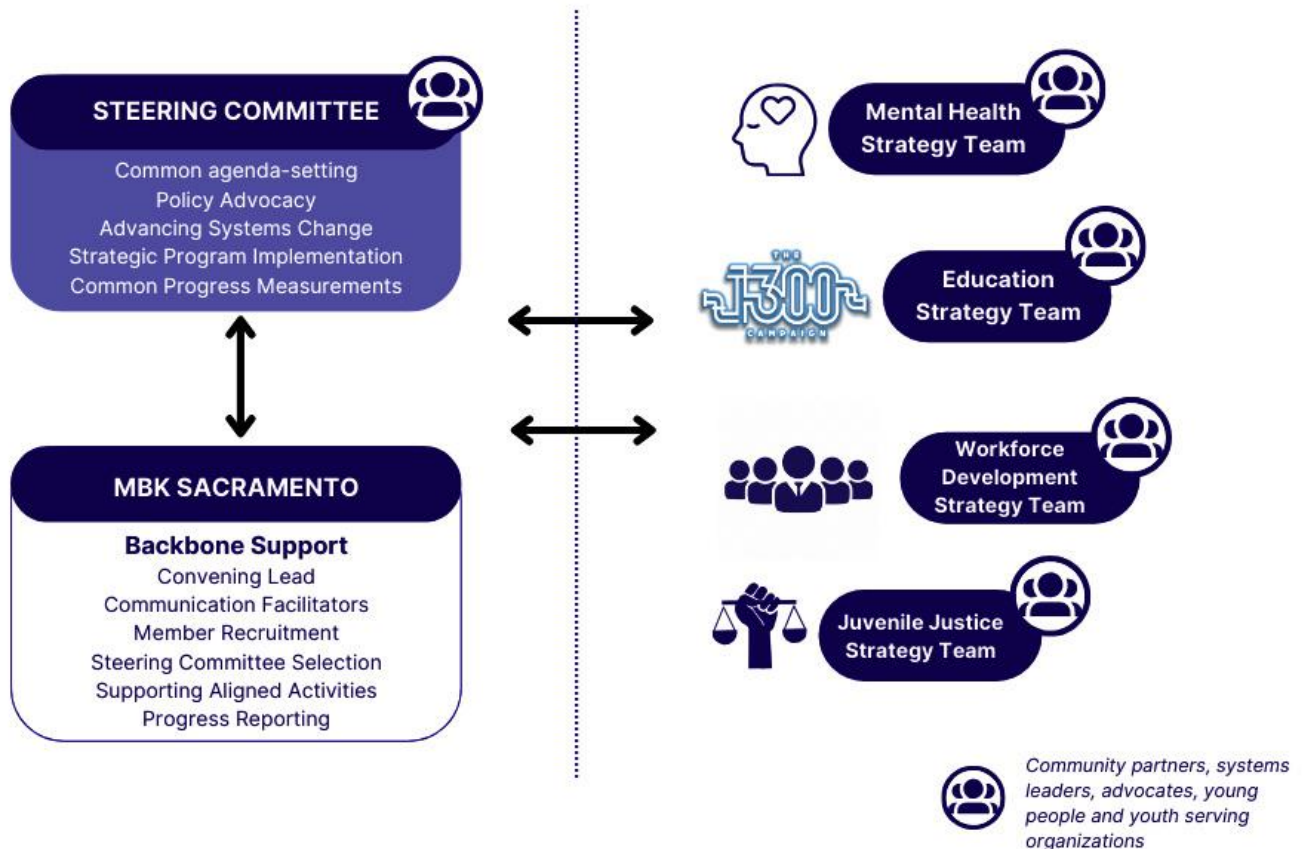 STEERING COMMITTEE
Common agenda-setting
Policy Advocacy
Advancing Systems Change
Strategic Program Implementation
Common Progress Measurements
MBK SACRAMENTO
Backbone Support
Convening Lead
Communication Facilitators
Member Recruitment
Steering Committee Selection
Supporting Aligned Activities
Progress Reporting
Mental Health
Strategy Team
THE
1300
CAMPAIGN
Education
Strategy Team
Workforce
Development
Strategy Team
Juvenile Justice
Strategy Team
Community partners, systems
leaders, advocates, young
people and youth serving
organizations